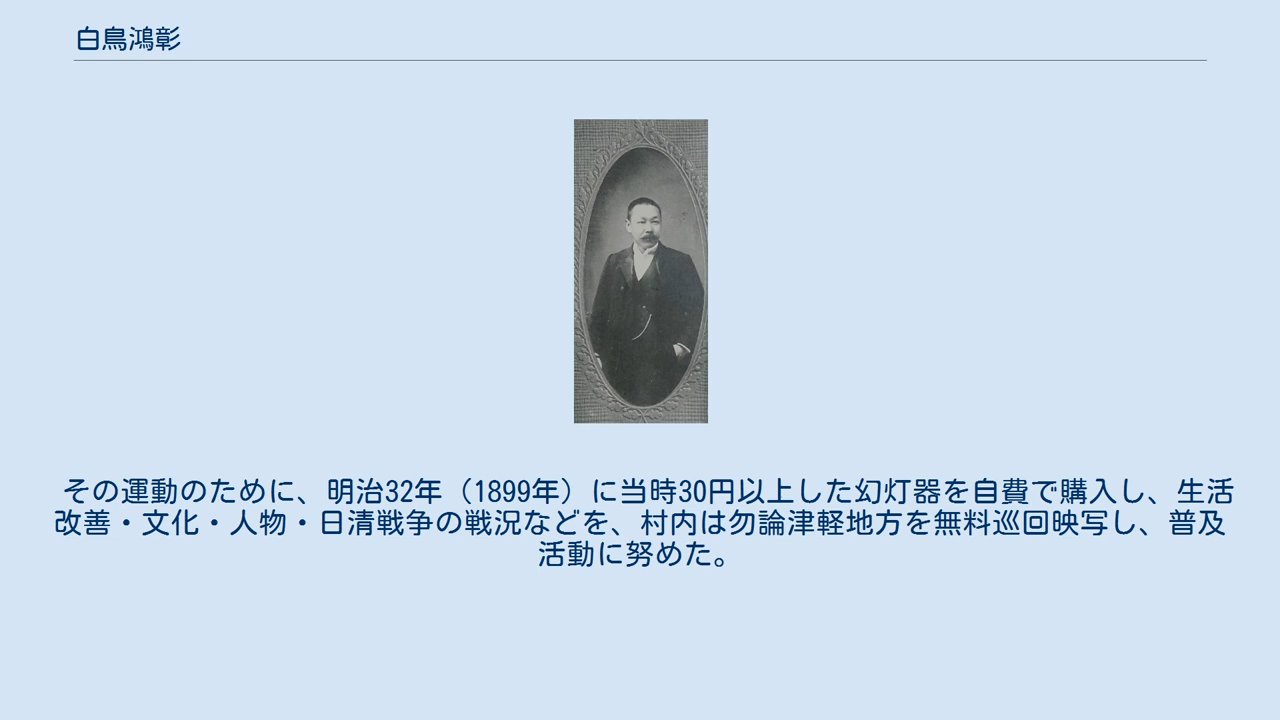 白鳥鴻彰
その運動のために、明治32年（1899年）に当時30円以上した幻灯器を自費で購入し、生活
改善・文化・人物・日清戦争の戦況などを、村内は勿論津軽地方を無料巡回映写し、普及
活動に努めた。